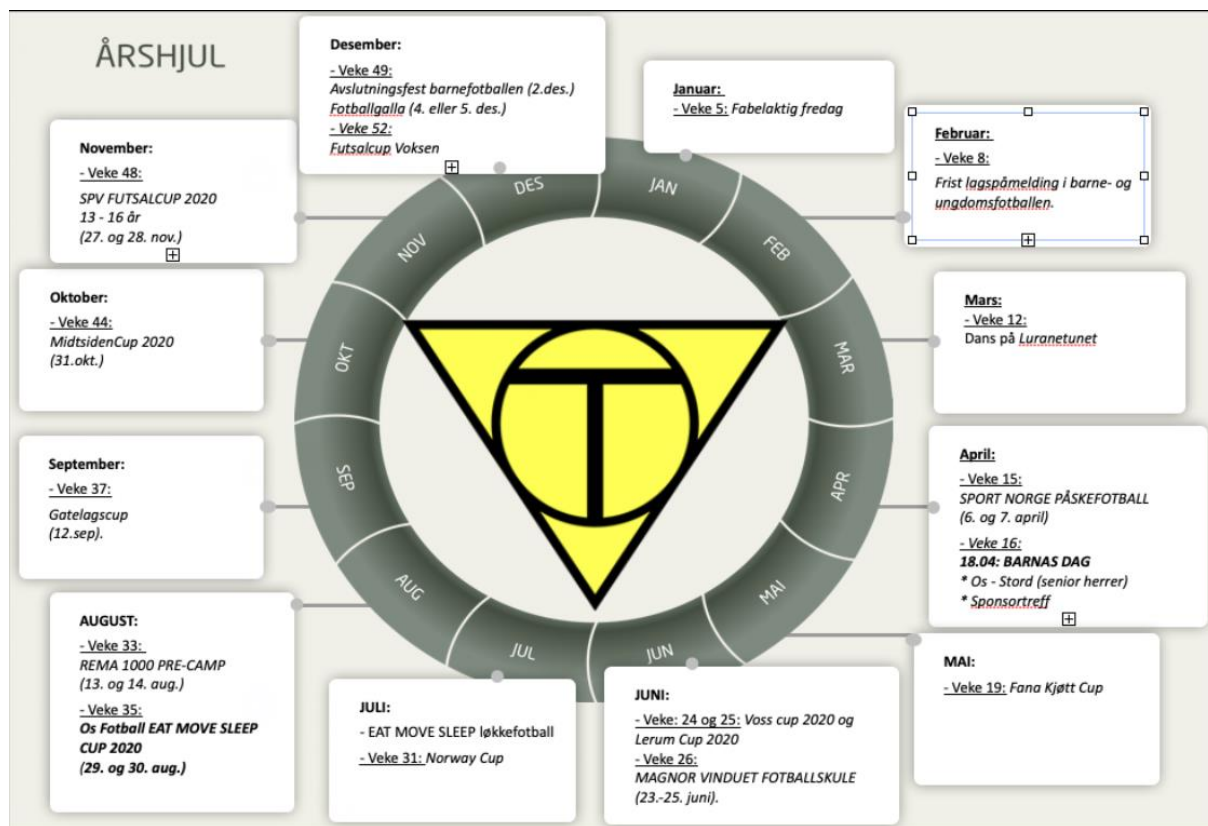 ÅRSHJUL
Desember:
- Veke 49:
Avslutningsfest barnefotballen (2.des.)
Fotballgalla (4. eller 5. des.)
- Veke 52:
Futsalcup Voksen
Januar:
- Veke 5: Fabelaktig fredag
Februar:
- Veke 8:
Frist lagspåmelding i barne- og
ungdomsfotballen.
Mars:
- Veke 12:
Dans på Luranetunet
April:
- Veke 15:
SPORT NORGE PÅSKEFOTBALL
(6. og 7. april)
- Veke 16:
18.04: BARNAS DAG
* Os - Stord (senior herrer)
* Sponsortreff
MAI:
- Veke 19: Fana Kjøtt Cup
JUNI:
- Veke: 24 og 25: Voss cup 2020 og
Lerum Cup 2020
- Veke 26:
MAGNOR VINDUET FOTBALLSKULE
(23.-25. juni).
JULI:
- EAT MOVE SLEEP løkkefotball
- Veke 31: Norway Cup
AUGUST:
- Veke 33:
REMA 1000 PRE-CAMP
(13. og 14. aug.)
- Veke 35:
Os Fotball EAT MOVE SLEEP
CUP 2020
(29. og 30. aug.)
September:
- Veke 37:
Gatelagscup
(12.sep).
Oktober:
- Veke 44:
MidtsidenCup 2020
(31.okt.)
November:
- Veke 48:
SPV FUTSALCUP 2020
13 - 16 år
(27. og 28. nov.)
JAN
FEB
MAR
APR
MAI
JUN
JUL
AUG
SEP
OKT
NOV
DES
T